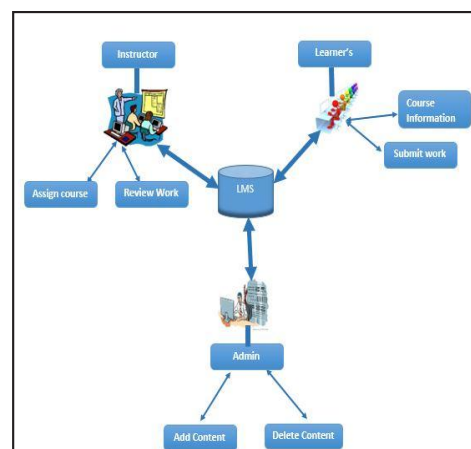 Instructor
Learner's
Course
Information
Submit work
LMS
Assign course
Review Work
Admin
Add Content
Delete Content